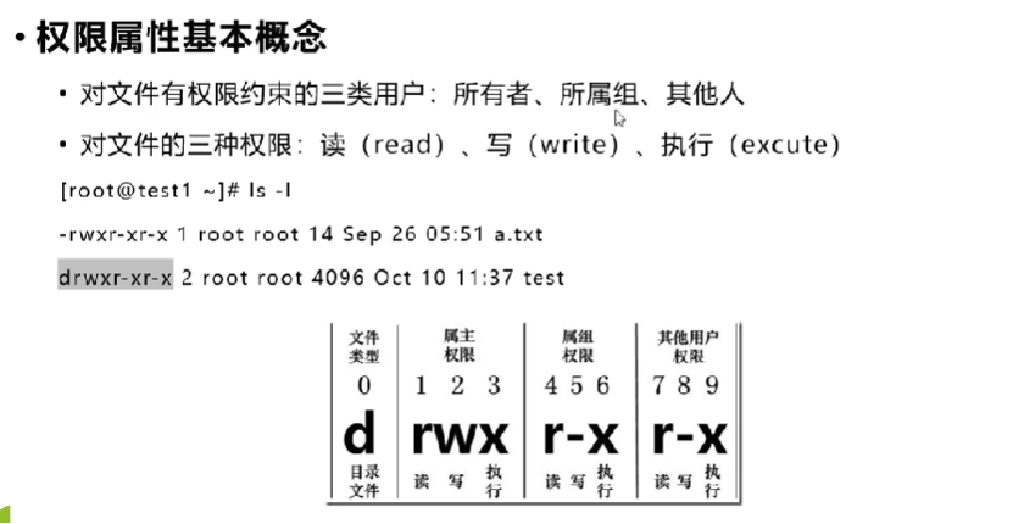 • 权限属性基本概念
• 对文件有权限约束的三类用户：所有者、所属组、其他人
• 对文件的三种权限：读（read）、写（write）、执行（excute）
[root@test1 ~]# ls -l
-rwxr-xr-x 1 root root 14 Sep 26 05:51 a.txt
drwxr-xr-x 2 root root 4096 Oct 10 11:37 test
文件 属主 属组 其他用户
类型 权限 权限 权限
0 1 2 3 4 5 6 7 8 9
d rwx r-x r-x
目录 读 写 执 读 写 执 读 写 执
文件 行 行 行